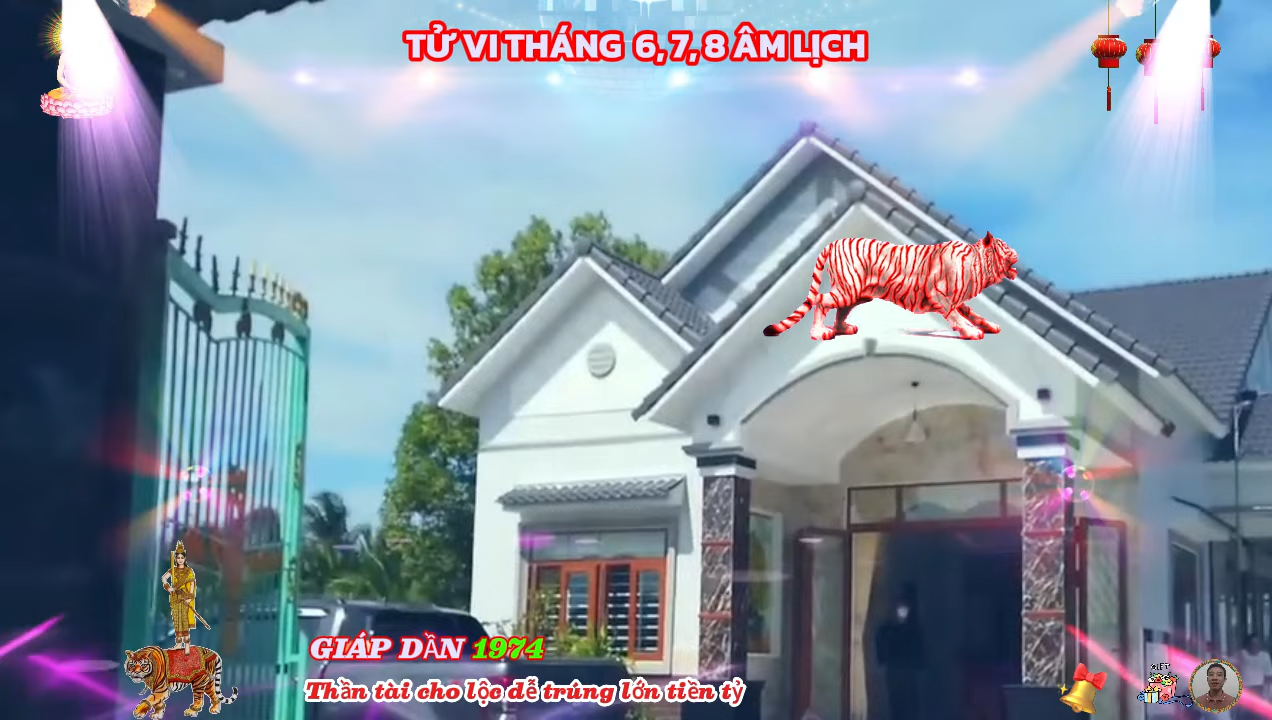 TỬ VI THÁNG 6, 7, 8 ÂM LỊCH
GIÁP DẦN 1974
Thần tài cho lộc dễ trúng lớn tiền tỷ